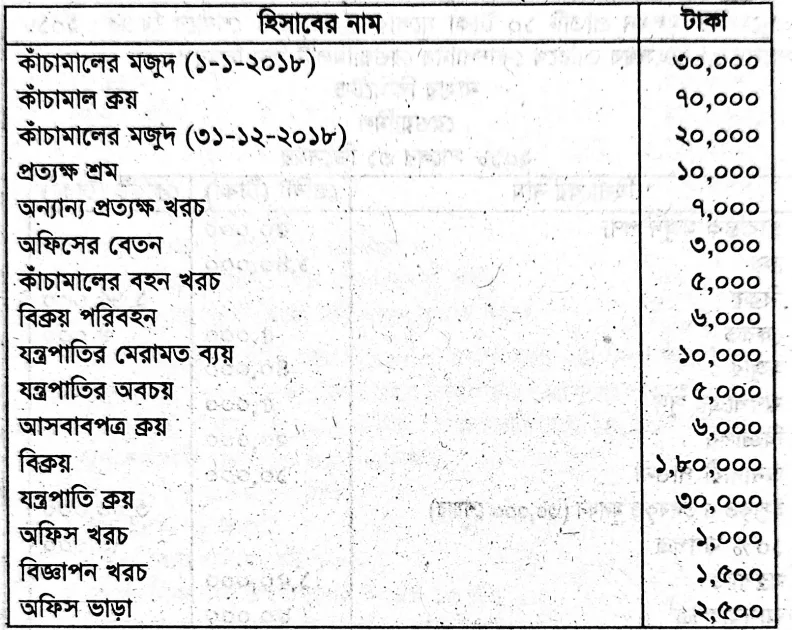 হিসাবের নাম টাকা
কাঁচামালের মজুদ (১-১-২০১৮) ৩০,০০০
কাঁচামাল ক্রয় ৭০,০০০
কাঁচামালের মজুদ (৩১-১২-২০১৮) ২০,০০০
প্রত্যক্ষ শ্রম ১০,০০০
অন্যান্য প্রত্যক্ষ খরচ ৭,০০০
অফিসের বেতন ৩,০০০
কাঁচামালের বহন খরচ ৫,০০০
বিক্রয় পরিবহন ৬,০০০
যন্ত্রপাতির মেরামত ব্যয় ১০,০০০
যন্ত্রপাতির অবচয় ৫,০০০
আসবাবপত্র ক্রয় ৬,০০০
বিক্রয় ১,৮০,০০০
যন্ত্রপাতি ক্রয় ৩০,০০০
অফিস খরচ ১,০০০
বিজ্ঞাপন খরচ ১,৫০০
অফিস ভাড়া ২,৫০০